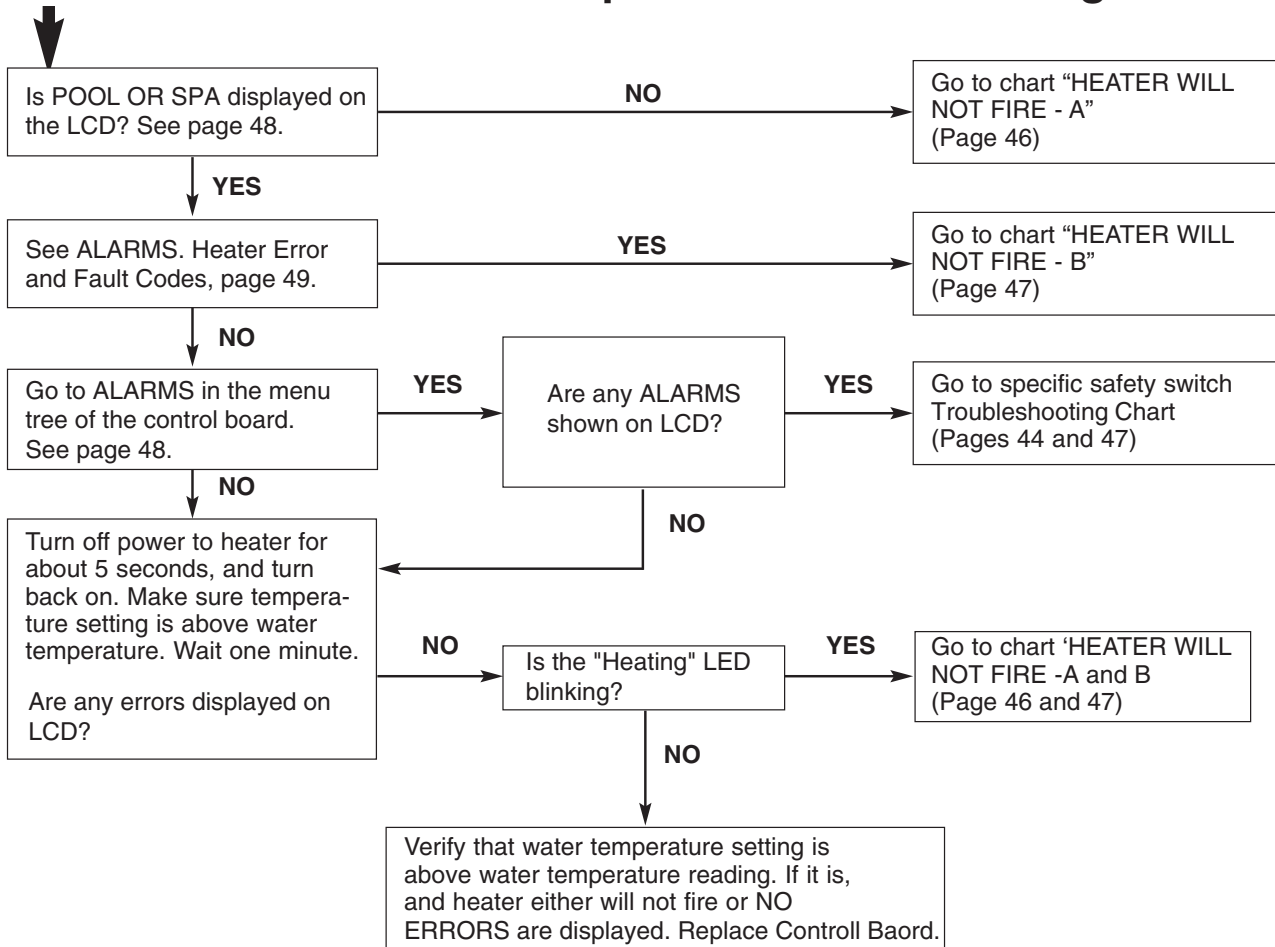 Is POOL OR SPA displayed on
the LCD? See page 48.
NO
Go to chart “HEATER WILL
NOT FIRE - A”
(Page 46)
YES
See ALARMS. Heater Error
and Fault Codes, page 49.
YES
Go to chart “HEATER WILL
NOT FIRE - B”
(Page 47)
NO
Go to ALARMS in the menu
tree of the control board.
See page 48.
YES
Are any ALARMS
shown on LCD?
YES
Go to specific safety switch
Troubleshooting Chart
(Pages 44 and 47)
NO
NO
Turn off power to heater for
about 5 seconds, and turn
back on. Make sure tempera-
ture setting is above water
temperature. Wait one minute.
Are any errors displayed on
LCD?
NO
Is the "Heating" LED
blinking?
YES
Go to chart ‘HEATER WILL
NOT FIRE -A and B
(Page 46 and 47)
NO
Verify that water temperature setting is
above water temperature reading. If it is,
and heater either will not fire or NO
ERRORS are displayed. Replace Controll Baord.